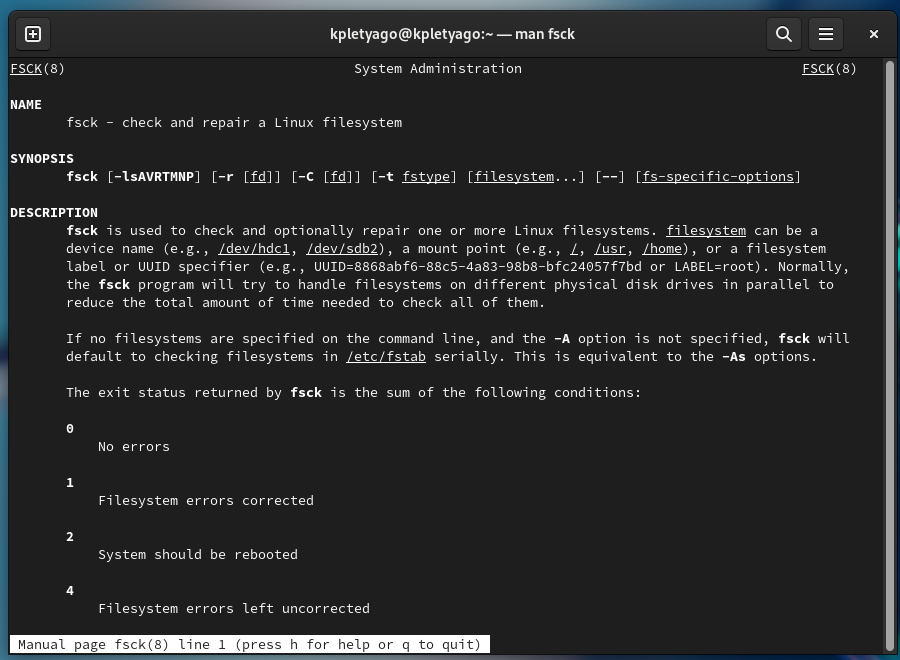 kpletyago@kpletyago:~ — man fsck
FSCK(8) System Administration FSCK(8)
NAME
fsck - check and repair a Linux filesystem
SYNOPSIS
fsck [-lsAVRTMNP] [-r [fd]] [-C [fd]] [-t fstype] [filesystem...] [--] [fs-specific-options]
DESCRIPTION
fsck is used to check and optionally repair one or more Linux filesystems. filesystem can be a
device name (e.g., /dev/hdc1, /dev/sdb2), a mount point (e.g., /, /usr, /home), or a filesystem
label or UUID specifier (e.g., UUID=8868abf6-88c5-4a83-98b8-bfc24057f7bd or LABEL=root). Normally,
the fsck program will try to handle filesystems on different physical disk drives in parallel to
reduce the total amount of time needed to check all of them.
If no filesystems are specified on the command line, and the -A option is not specified, fsck will
default to checking filesystems in /etc/fstab serially. This is equivalent to the -As options.
The exit status returned by fsck is the sum of the following conditions:
0
No errors
1
Filesystem errors corrected
2
System should be rebooted
4
Filesystem errors left uncorrected
Manual page fsck(8) line 1 (press h for help or q to quit)